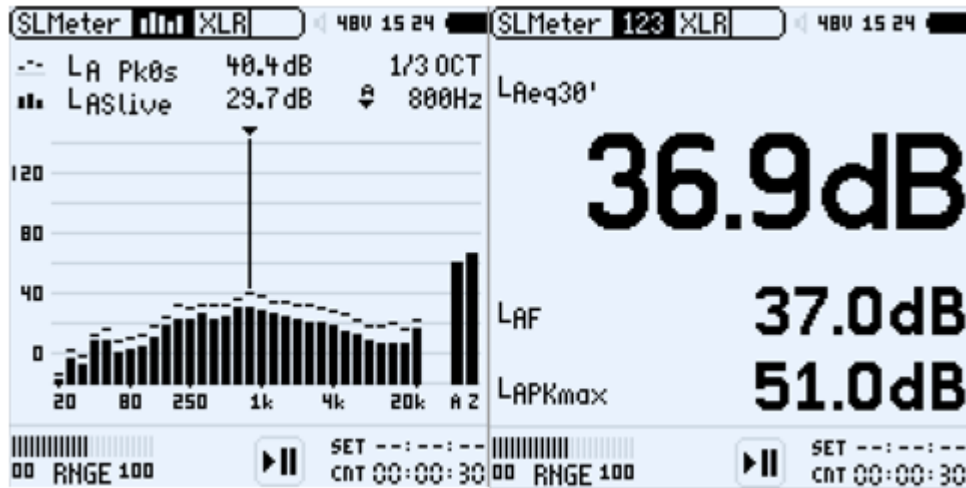 SLMeter XLR 48V 15 24
LA Pk0s 40.4dB 1/3 OCT
LASlive 29.7dB A 800Hz
120
80
40
0
20 80 250 1k 4k 20k A Z
SET --:--:--
00 RNGE 100 CNT 00:00:30
SLMeter 123 XLR 48V 15 24
LAeq30'
36.9dB
LAF 37.0dB
LAPKmax 51.0dB
SET --:--:--
00 RNGE 100 CNT 00:00:30